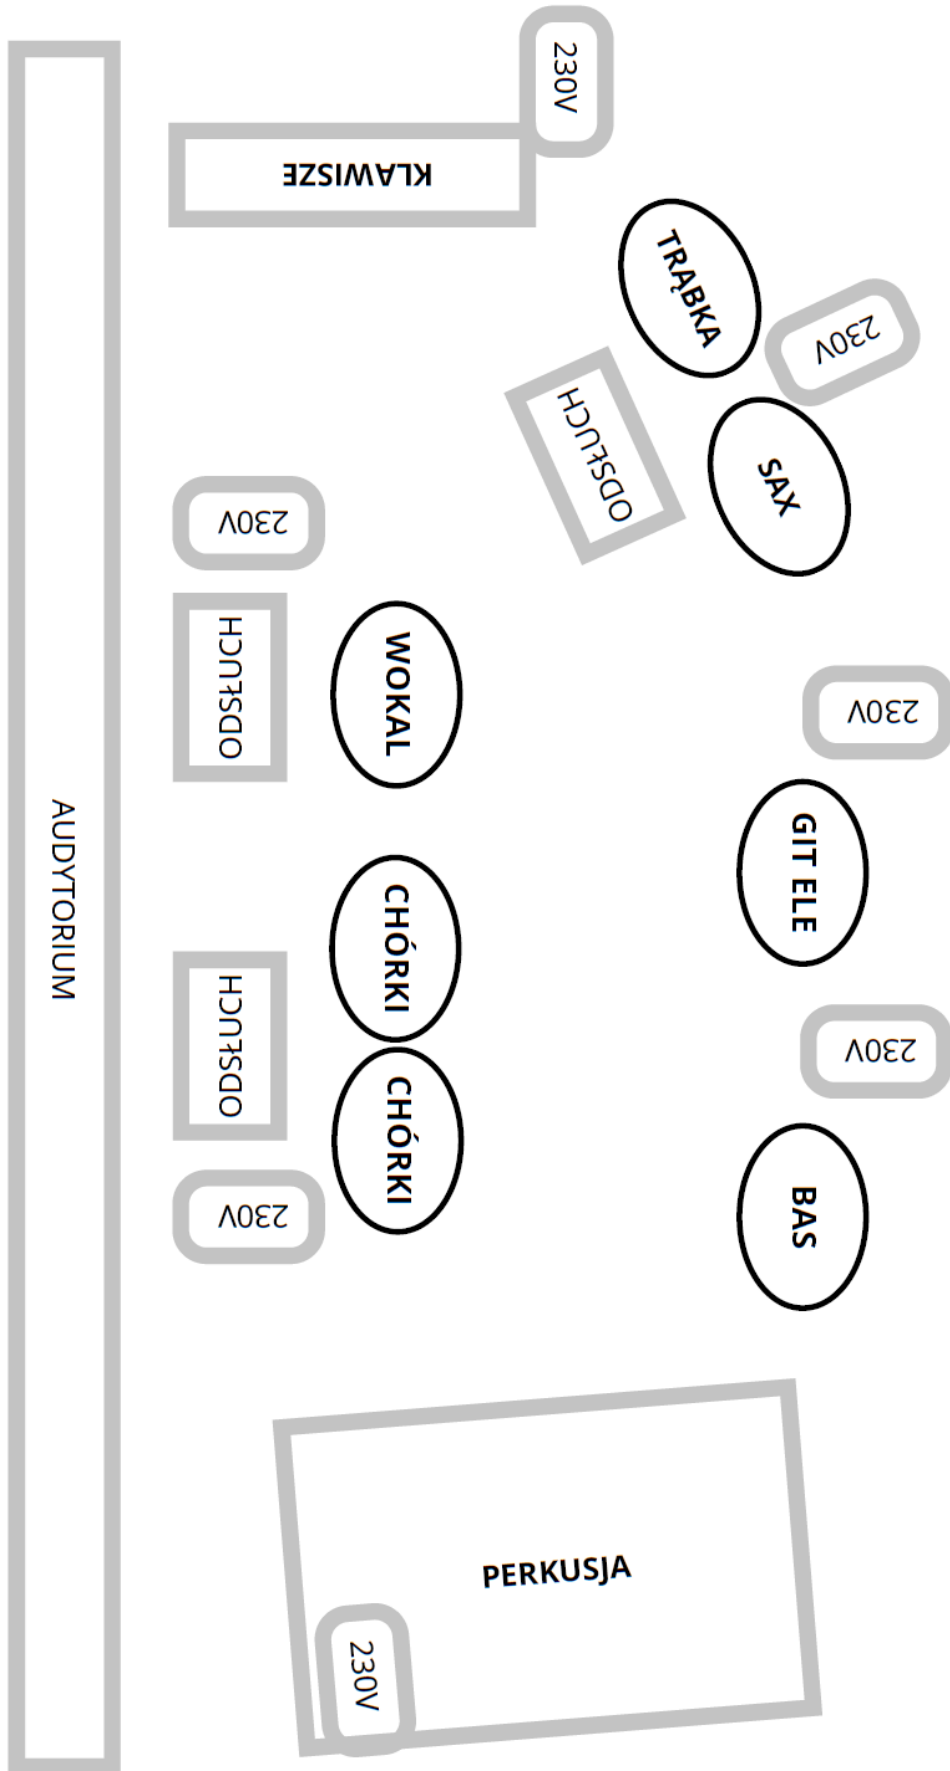 230V
KLAWISZE
TRĄBKA
230V
ODSŁUCH
SAX
230V
ODSŁUCH
WOKAL
230V
GIT ELE
AUDYTORIUM
CHÓRKI
ODSŁUCH
230V
CHÓRKI
230V
BAS
PERKUSJA
230V